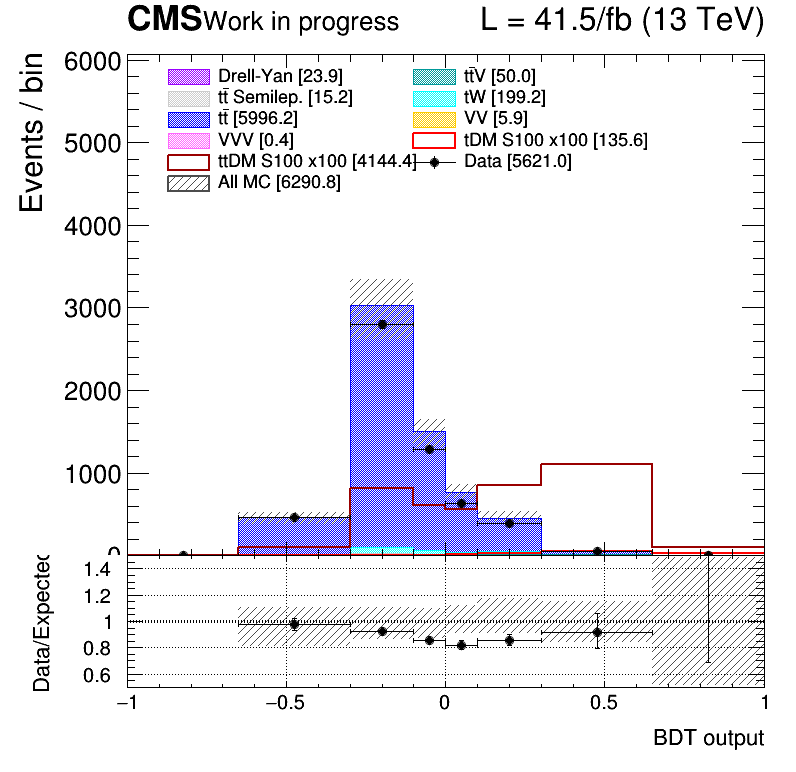 CMS Work in progress L = 41.5/fb (13 TeV)
Events / bin
6000
5000
4000
3000
2000
1000
0
Drell-Yan [23.9] tt̄V [50.0]
tt̄ Semilep. [15.2] tW [199.2]
tt̄ [5996.2] VV [5.9]
VVV [0.4] tDM S100 x100 [135.6]
ttDM S100 x100 [4144.4] Data [5621.0]
All MC [6290.8]
Data/Expected
1.4
1.2
1
0.8
0.6
−1 −0.5 0 0.5 1
BDT output